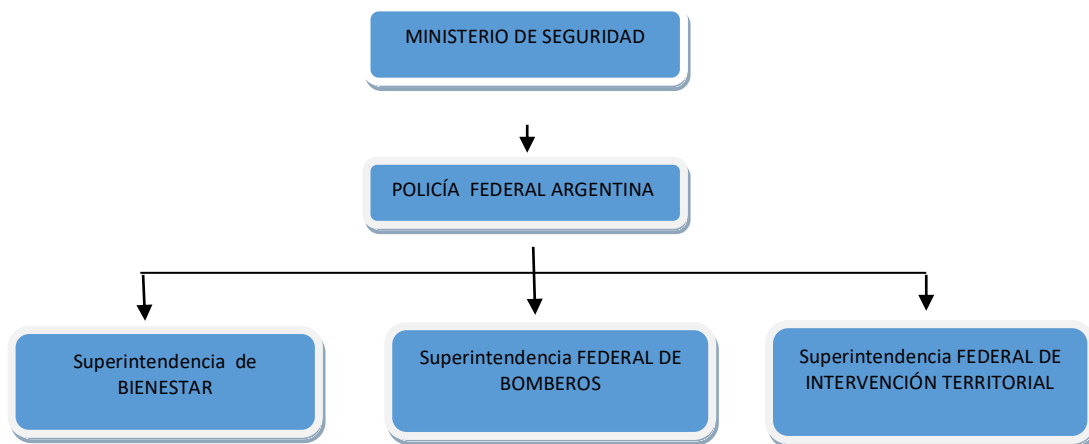 MINISTERIO DE SEGURIDAD
POLICÍA FEDERAL ARGENTINA
Superintendencia de
BIENESTAR
Superintendencia FEDERAL DE
BOMBEROS
Superintendencia FEDERAL DE
INTERVENCIÓN TERRITORIAL